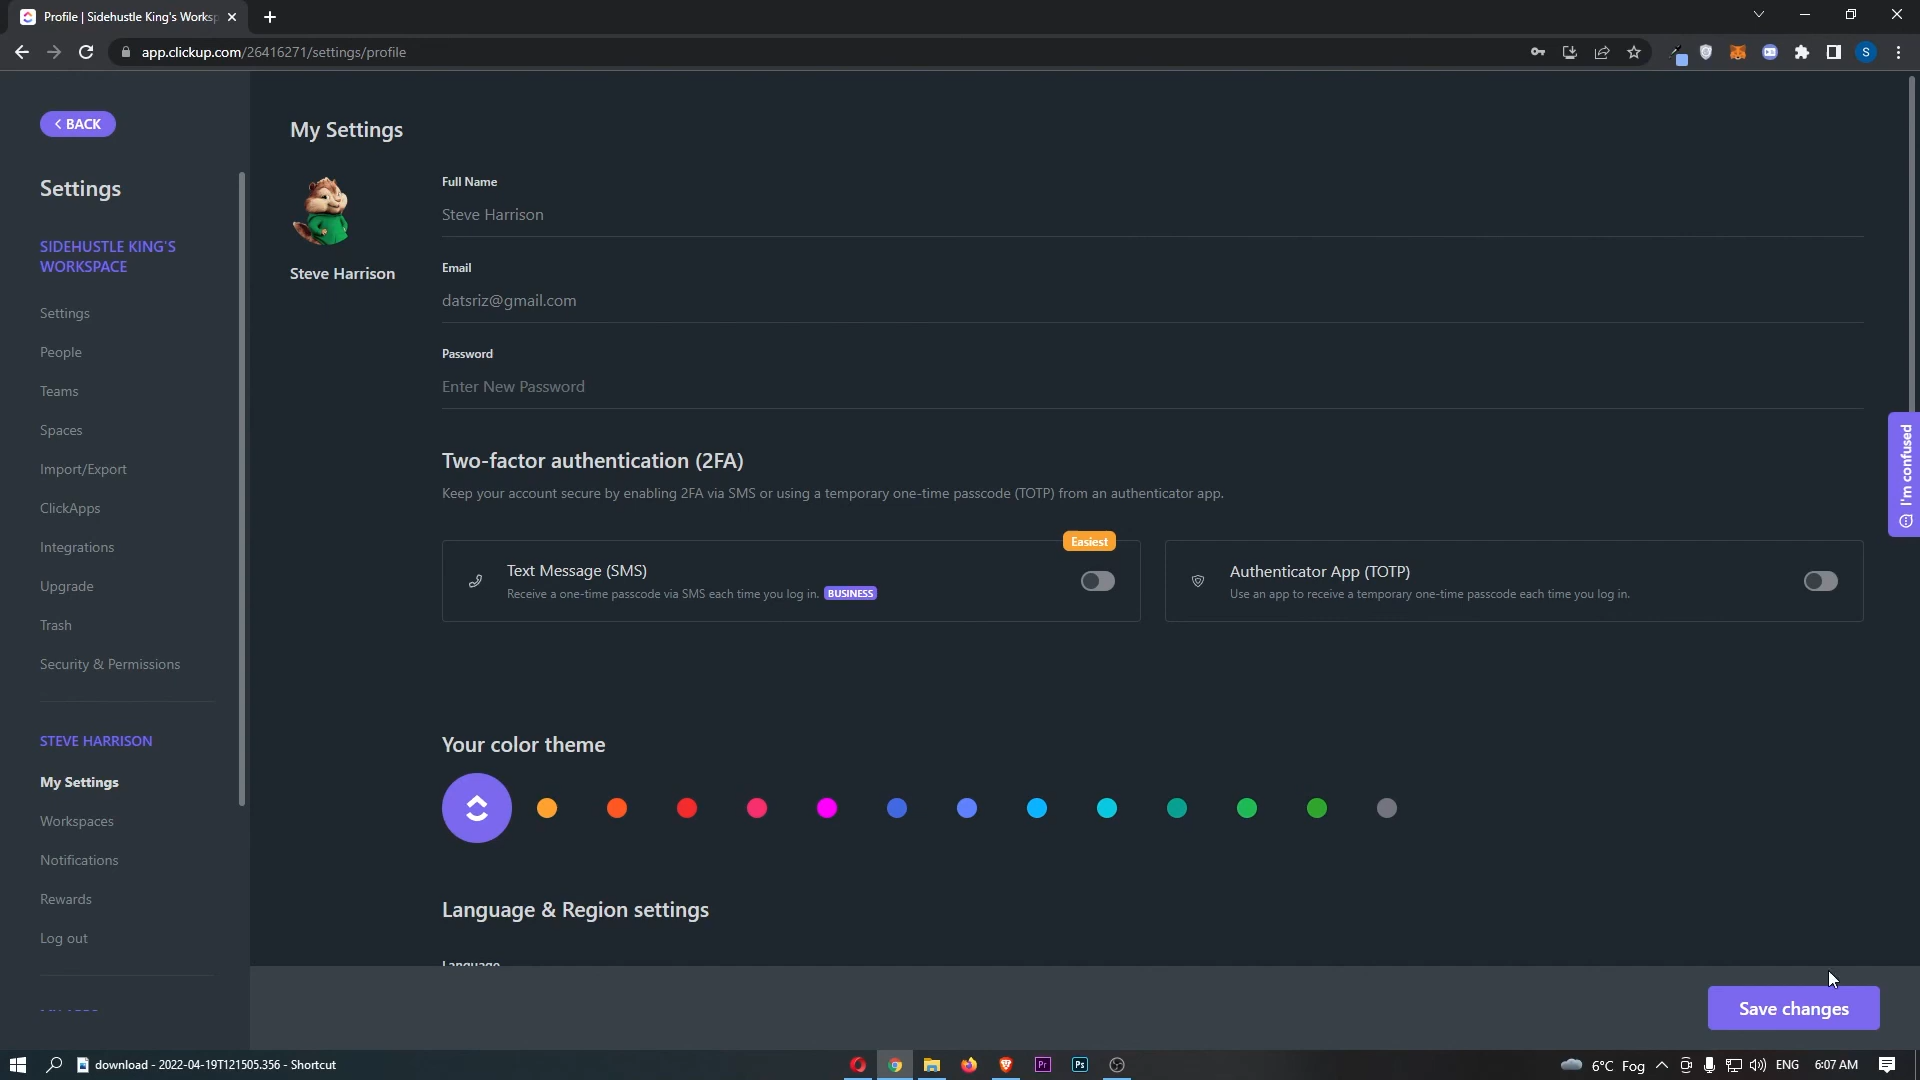 Profile | Sidehustle King's Worksp
app.clickup.com/26416271/settings/profile
S
BACK
Settings
SIDEHUSTLE KING'S
WORKSPACE
Settings
People
Teams
Spaces
Import/Export
ClickApps
Integrations
Upgrade
Trash
Security & Permissions
STEVE HARRISON
My Settings
Workspaces
Notifications
Rewards
Log out
My Settings
Steve Harrison
Full Name
Steve Harrison
Email
datsriz@gmail.com
Password
Enter New Password
Two-factor authentication (2FA)
Keep your account secure by enabling 2FA via SMS or using a temporary one-time passcode (TOTP) from an authenticator app.
Easiest
Text Message (SMS)
Receive a one-time passcode via SMS each time you log in. BUSINESS
Authenticator App (TOTP)
Use an app to receive a temporary one-time passcode each time you log in.
Your color theme
Language & Region settings
Language
I'm confused
Save changes
download - 2022-04-19T121505.356 - Shortcut
Pr
Ps
6°C Fog
ENG
6:07 AM